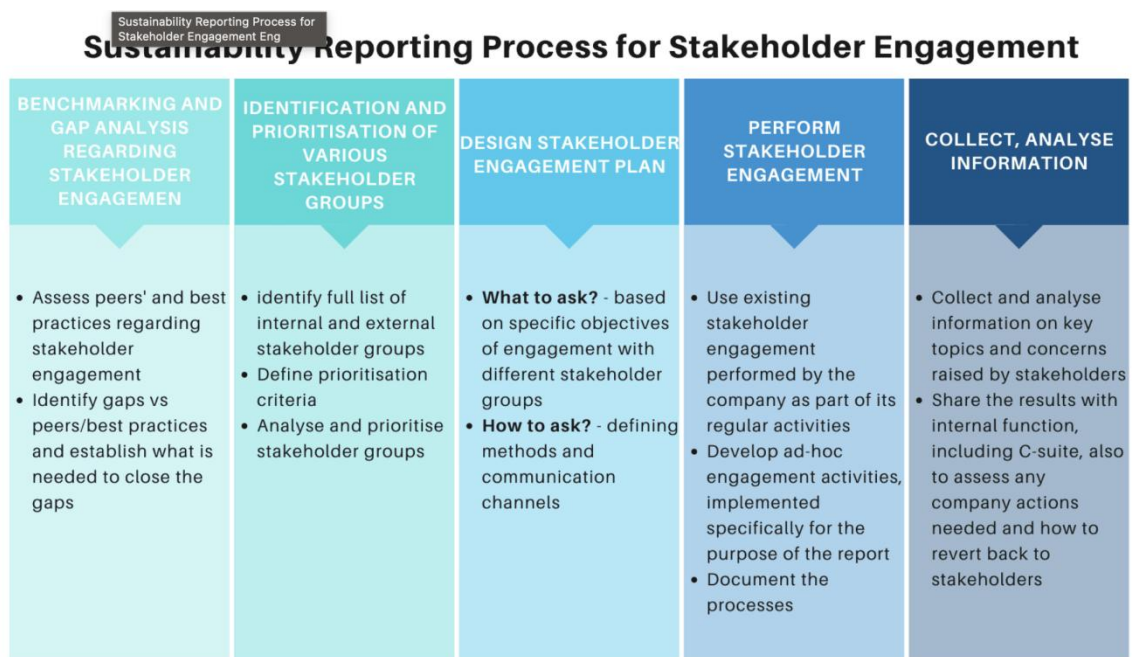 Sustainability Reporting Process for
Stakeholder Engagement Eng
Sustainability Reporting Process for Stakeholder Engagement
BENCHMARKING AND
GAP ANALYSIS
REGARDING
STAKEHOLDER
ENGAGEMEN
• Assess peers' and best
practices regarding
stakeholder
engagement
• Identify gaps vs
peers/best practices
and establish what is
needed to close the
gaps
IDENTIFICATION AND
PRIORITISATION OF
VARIOUS
STAKEHOLDER
GROUPS
• identify full list of
internal and external
stakeholder groups
• Define prioritisation
criteria
• Analyse and prioritise
stakeholder groups
DESIGN STAKEHOLDER
ENGAGEMENT PLAN
• What to ask? - based
on specific objectives
of engagement with
different stakeholder
groups
• How to ask? - defining
methods and
communication
channels
PERFORM
STAKEHOLDER
ENGAGEMENT
• Use existing
stakeholder
engagement
performed by the
company as part of its
regular activities
• Develop ad-hoc
engagement activities,
implemented
specifically for the
purpose of the report
• Document the
processes
COLLECT, ANALYSE
INFORMATION
• Collect and analyse
information on key
topics and concerns
raised by stakeholders
• Share the results with
internal function,
including C-suite, also
to assess any
company actions
needed and how to
revert back to
stakeholders